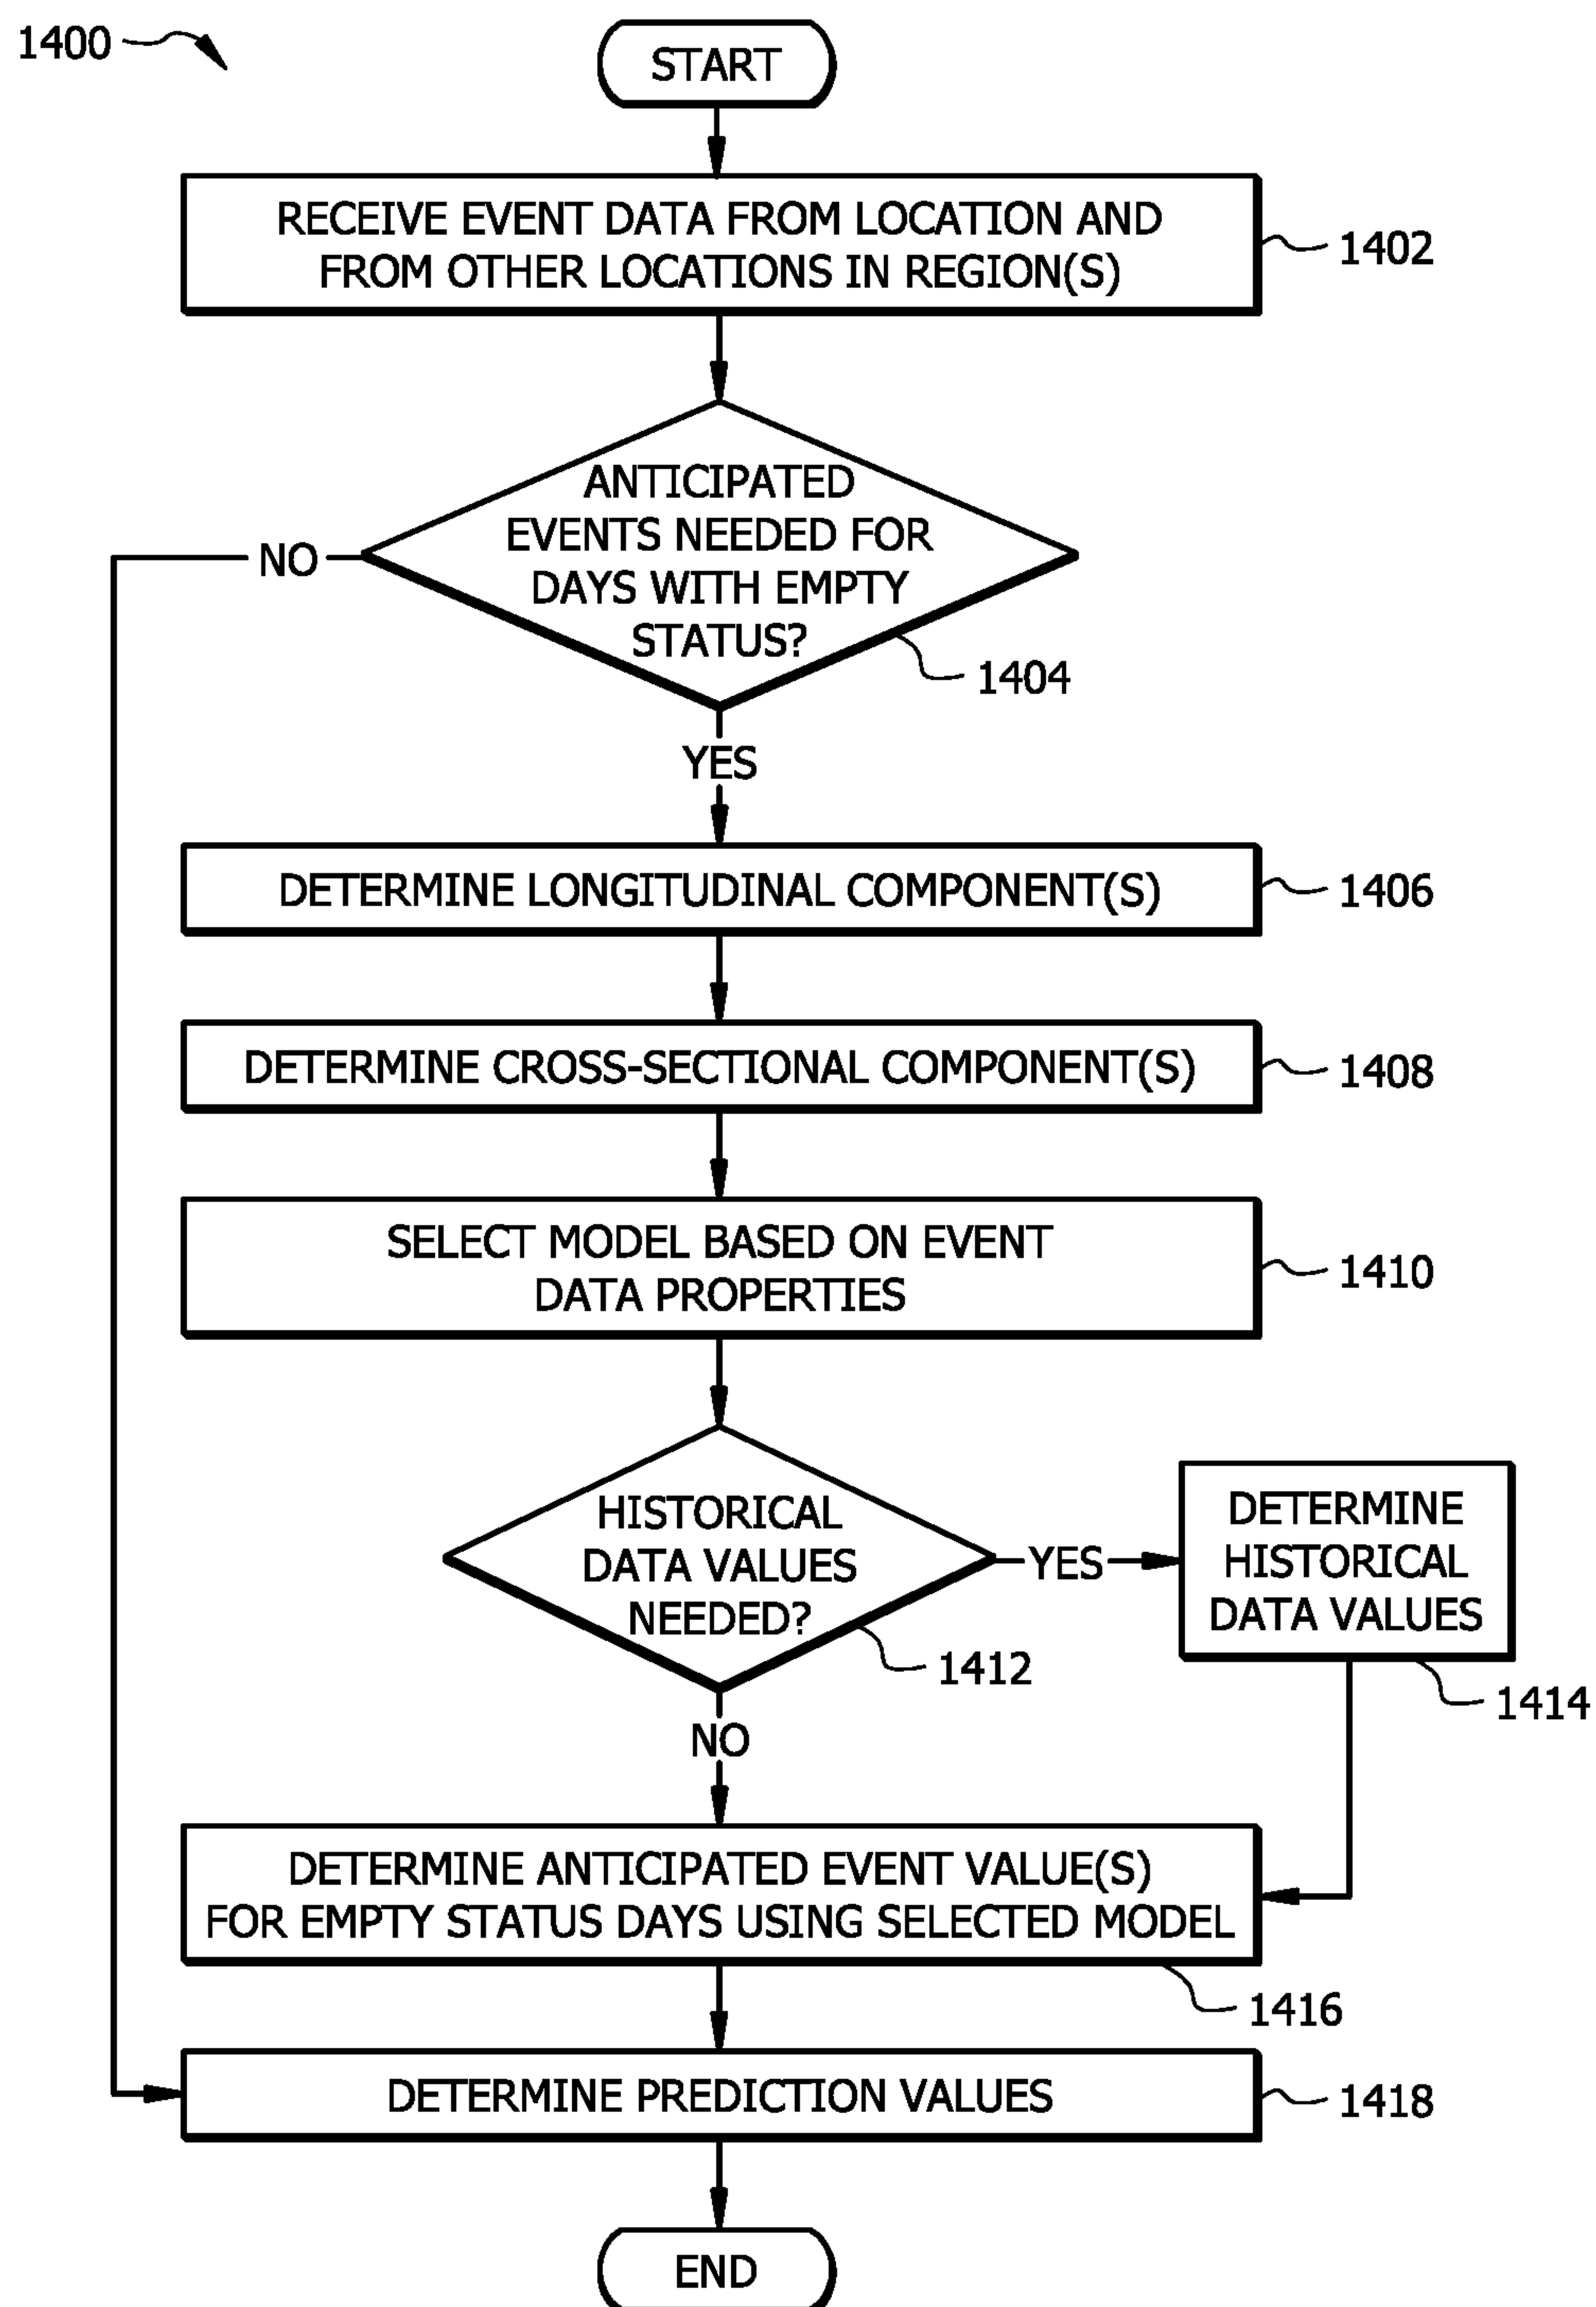 1400
START
RECEIVE EVENT DATA FROM LOCATION AND
FROM OTHER LOCATIONS IN REGION(S)
1402
ANTICIPATED
EVENTS NEEDED FOR
DAYS WITH EMPTY
STATUS?
NO
1404
YES
DETERMINE LONGITUDINAL COMPONENT(S)
1406
DETERMINE CROSS-SECTIONAL COMPONENT(S)
1408
SELECT MODEL BASED ON EVENT
DATA PROPERTIES
1410
HISTORICAL
DATA VALUES
NEEDED?
1412
YES
DETERMINE
HISTORICAL
DATA VALUES
1414
NO
DETERMINE ANTICIPATED EVENT VALUE(S)
FOR EMPTY STATUS DAYS USING SELECTED MODEL
1416
DETERMINE PREDICTION VALUES
1418
END